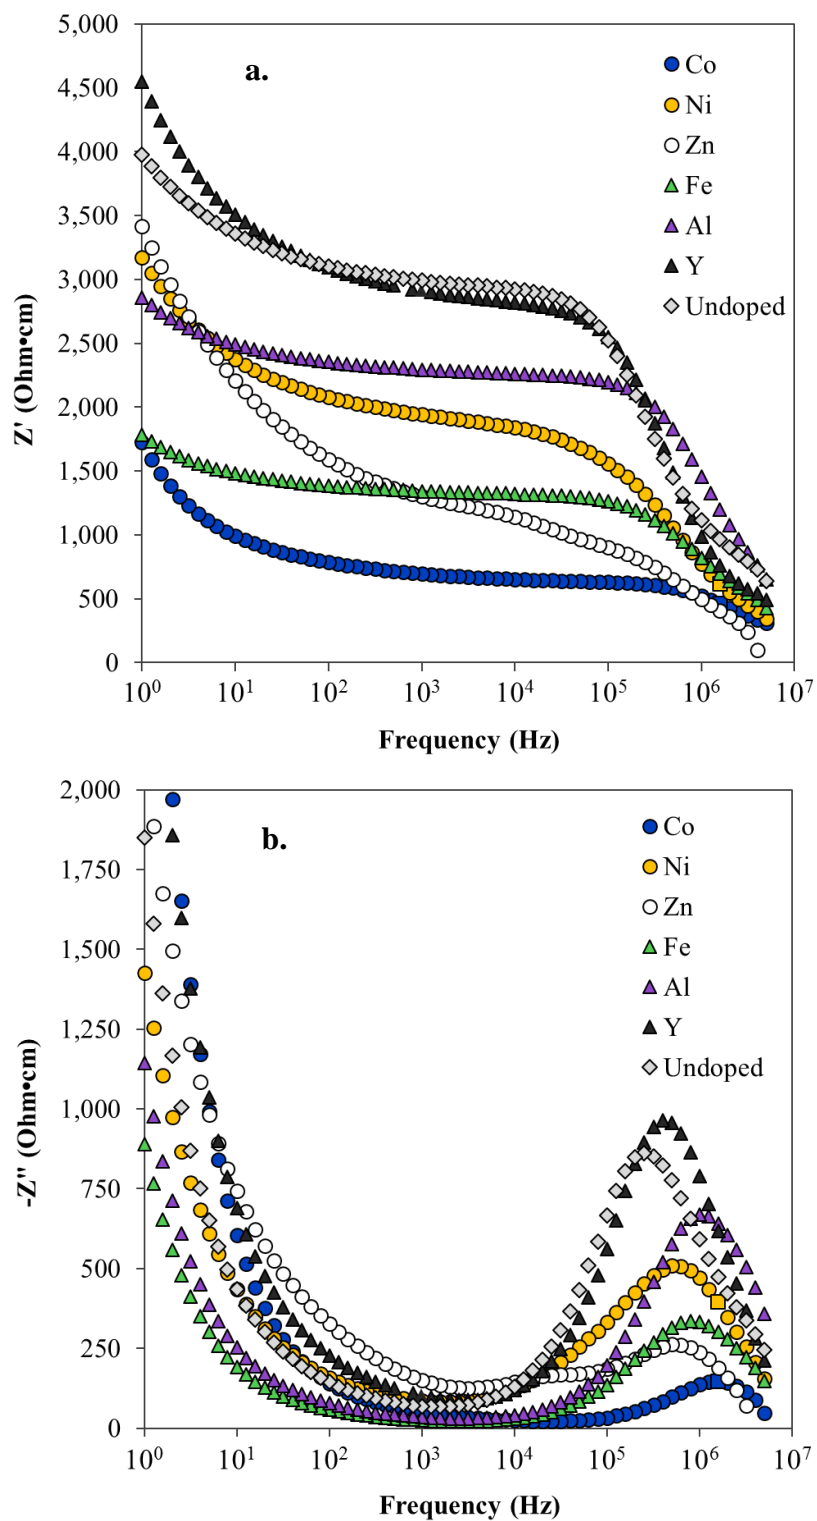 5,000
4,500
4,000
3,500
3,000
2,500
2,000
1,500
1,000
500
0
Z' (Ohm•cm)
a.
Co
Ni
Zn
Fe
Al
Y
Undoped
10⁰ 10¹ 10² 10³ 10⁴ 10⁵ 10⁶ 10⁷
Frequency (Hz)
2,000
1,750
1,500
1,250
1,000
750
500
250
0
-Z" (Ohm•cm)
b.
Co
Ni
Zn
Fe
Al
Y
Undoped
10⁰ 10¹ 10² 10³ 10⁴ 10⁵ 10⁶ 10⁷
Frequency (Hz)